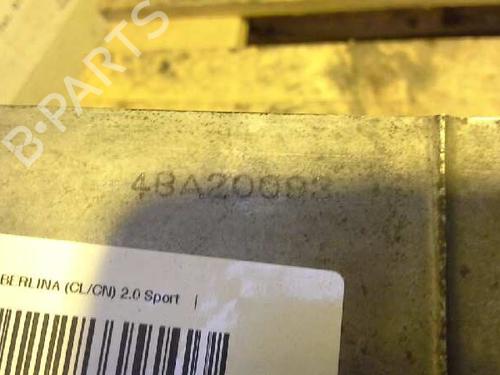 B-PARTS
48A20093
BERLINA (CL/CN) 2.0 Sport |